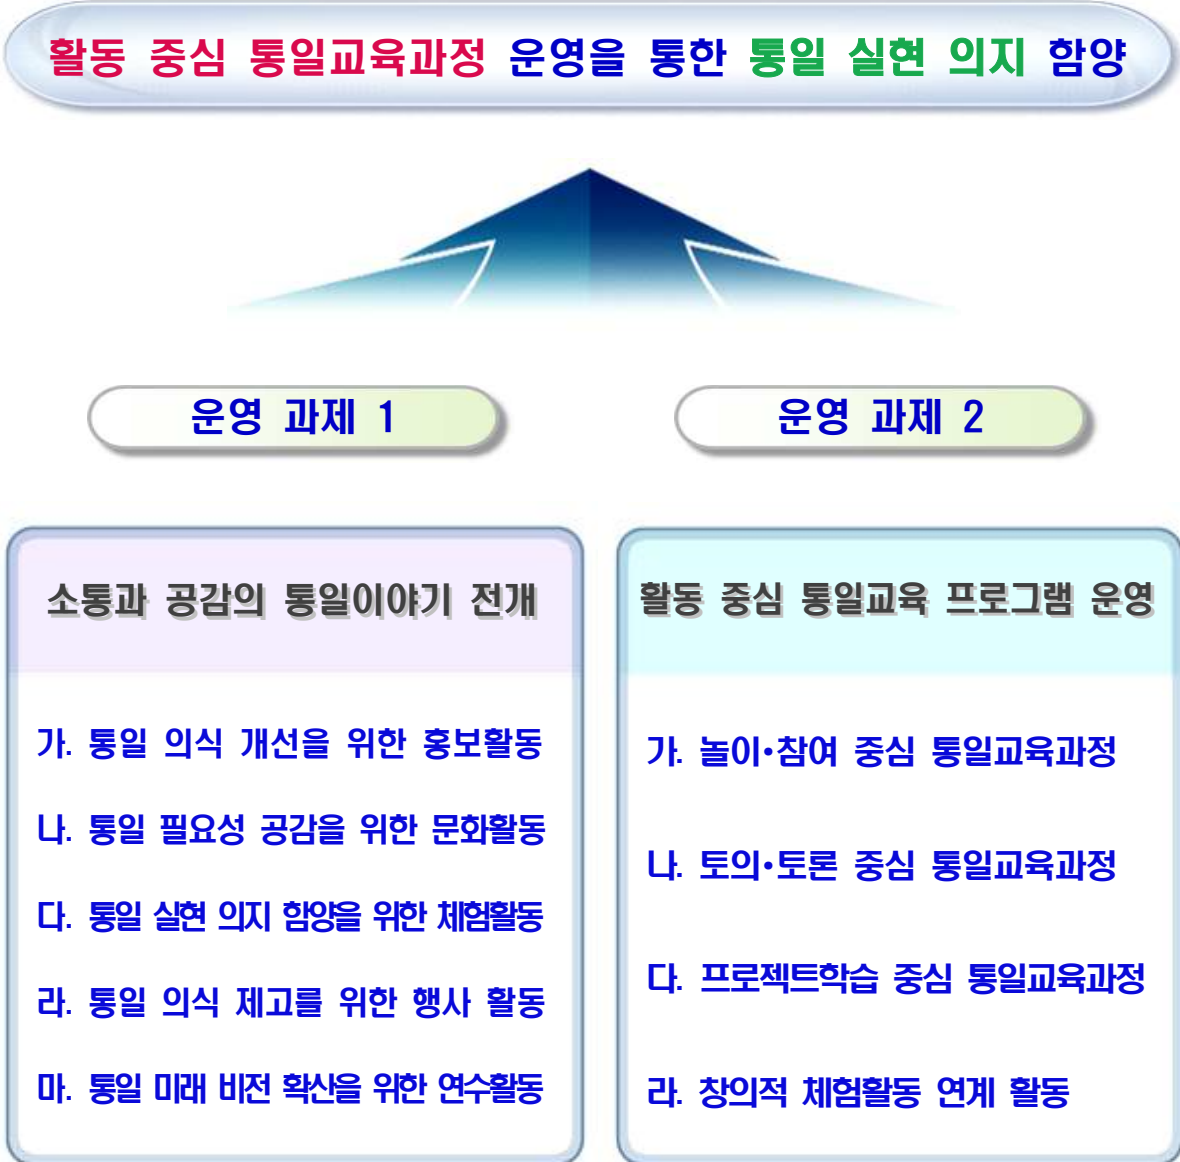 활동 중심 통일교육과정 운영을 통한 통일 실현 의지 함양
운영 과제 1
운영 과제 2
소통과 공감의 통일이야기 전개
가. 통일 의식 개선을 위한 홍보활동
나. 통일 필요성 공감을 위한 문화활동
다. 통일 실현 의지 함양을 위한 체험활동
라. 통일 의식 제고를 위한 행사 활동
마. 통일 미래 비전 확산을 위한 연수활동
활동 중심 통일교육 프로그램 운영
가. 놀이•참여 중심 통일교육과정
나. 토의•토론 중심 통일교육과정
다. 프로젝트학습 중심 통일교육과정
라. 창의적 체험활동 연계 활동